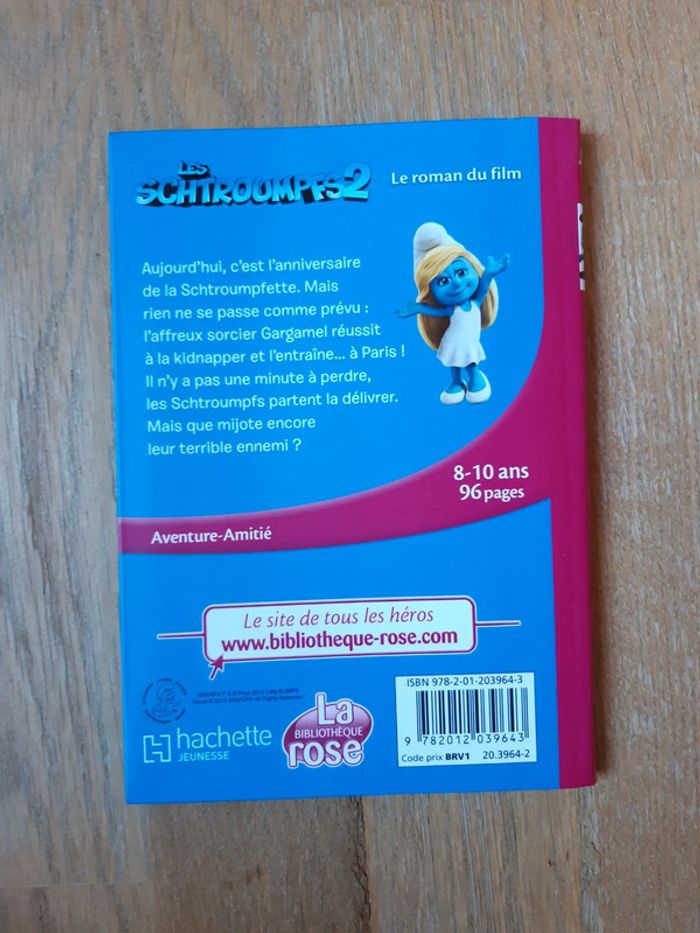 LES
SCHTROUMPFS 2
Le roman du film
Aujourd'hui, c'est l'anniversaire
de la Schtroumpfette. Mais
rien ne se passe comme prévu :
l'affreux sorcier Gargamel réussit
à la kidnapper et l'entraîne... à Paris !
Il n'y a pas une minute à perdre,
les Schtroumpfs partent la délivrer.
Mais que mijote encore
leur terrible ennemi ?
8-10 ans
96 pages
Aventure-Amitié
Le site de tous les héros
www.bibliotheque-rose.com
hachette
JEUNESSE
La
BIBLIOTHÈQUE
rose
ISBN 978-2-01-203964-3
9 782012 039643
Code prix BRV1 20.3964-2